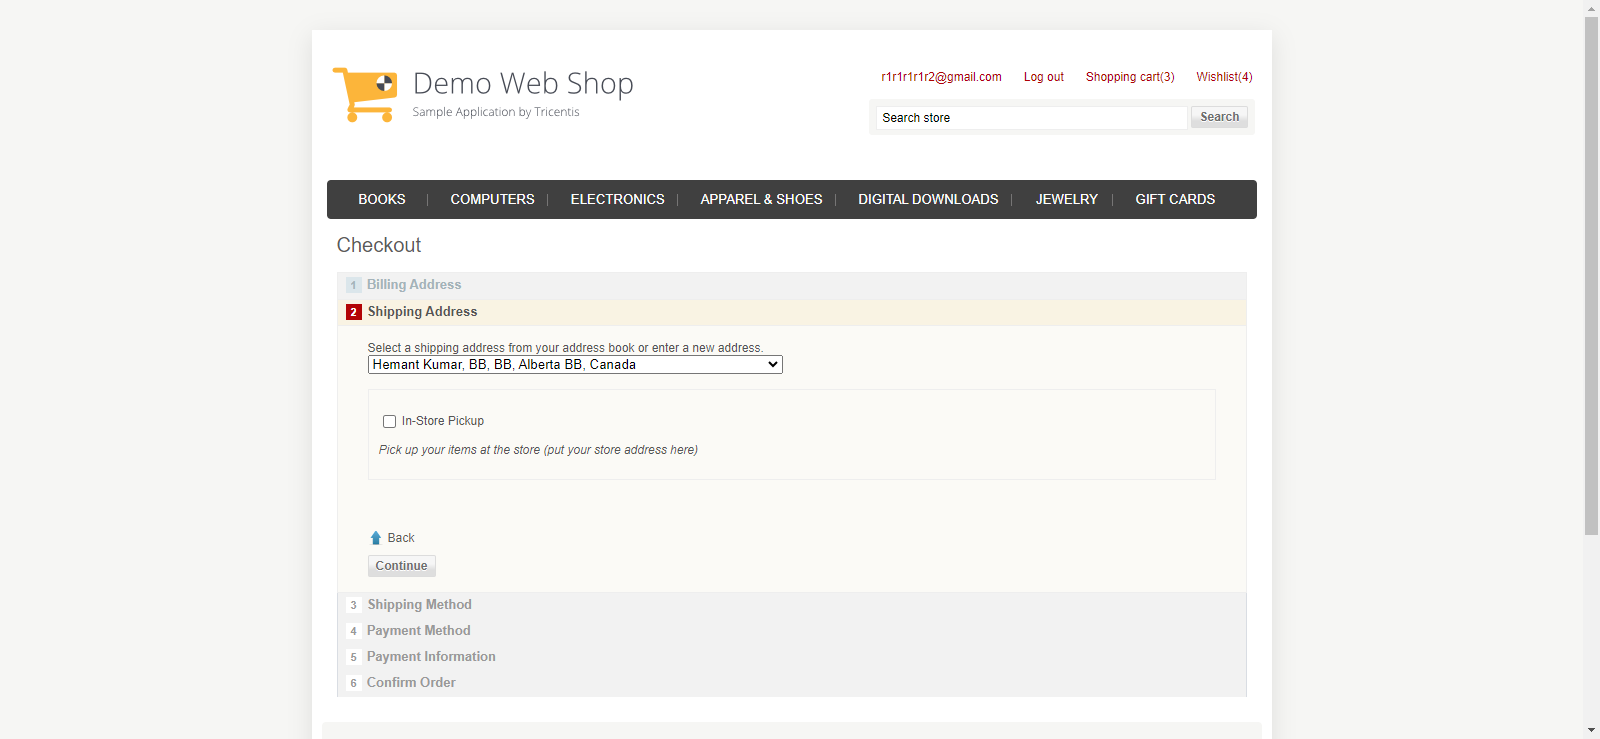 Demo Web Shop
Sample Application by Tricentis
r1r1r1r1r2@gmail.com Log out Shopping cart(3) Wishlist(4)
Search store Search
BOOKS COMPUTERS ELECTRONICS APPAREL & SHOES DIGITAL DOWNLOADS JEWELRY GIFT CARDS
Checkout
1 Billing Address
2 Shipping Address
Select a shipping address from your address book or enter a new address.
Hemant Kumar, BB, BB, Alberta BB, Canada
In-Store Pickup
Pick up your items at the store (put your store address here)
Back
Continue
3 Shipping Method
4 Payment Method
5 Payment Information
6 Confirm Order